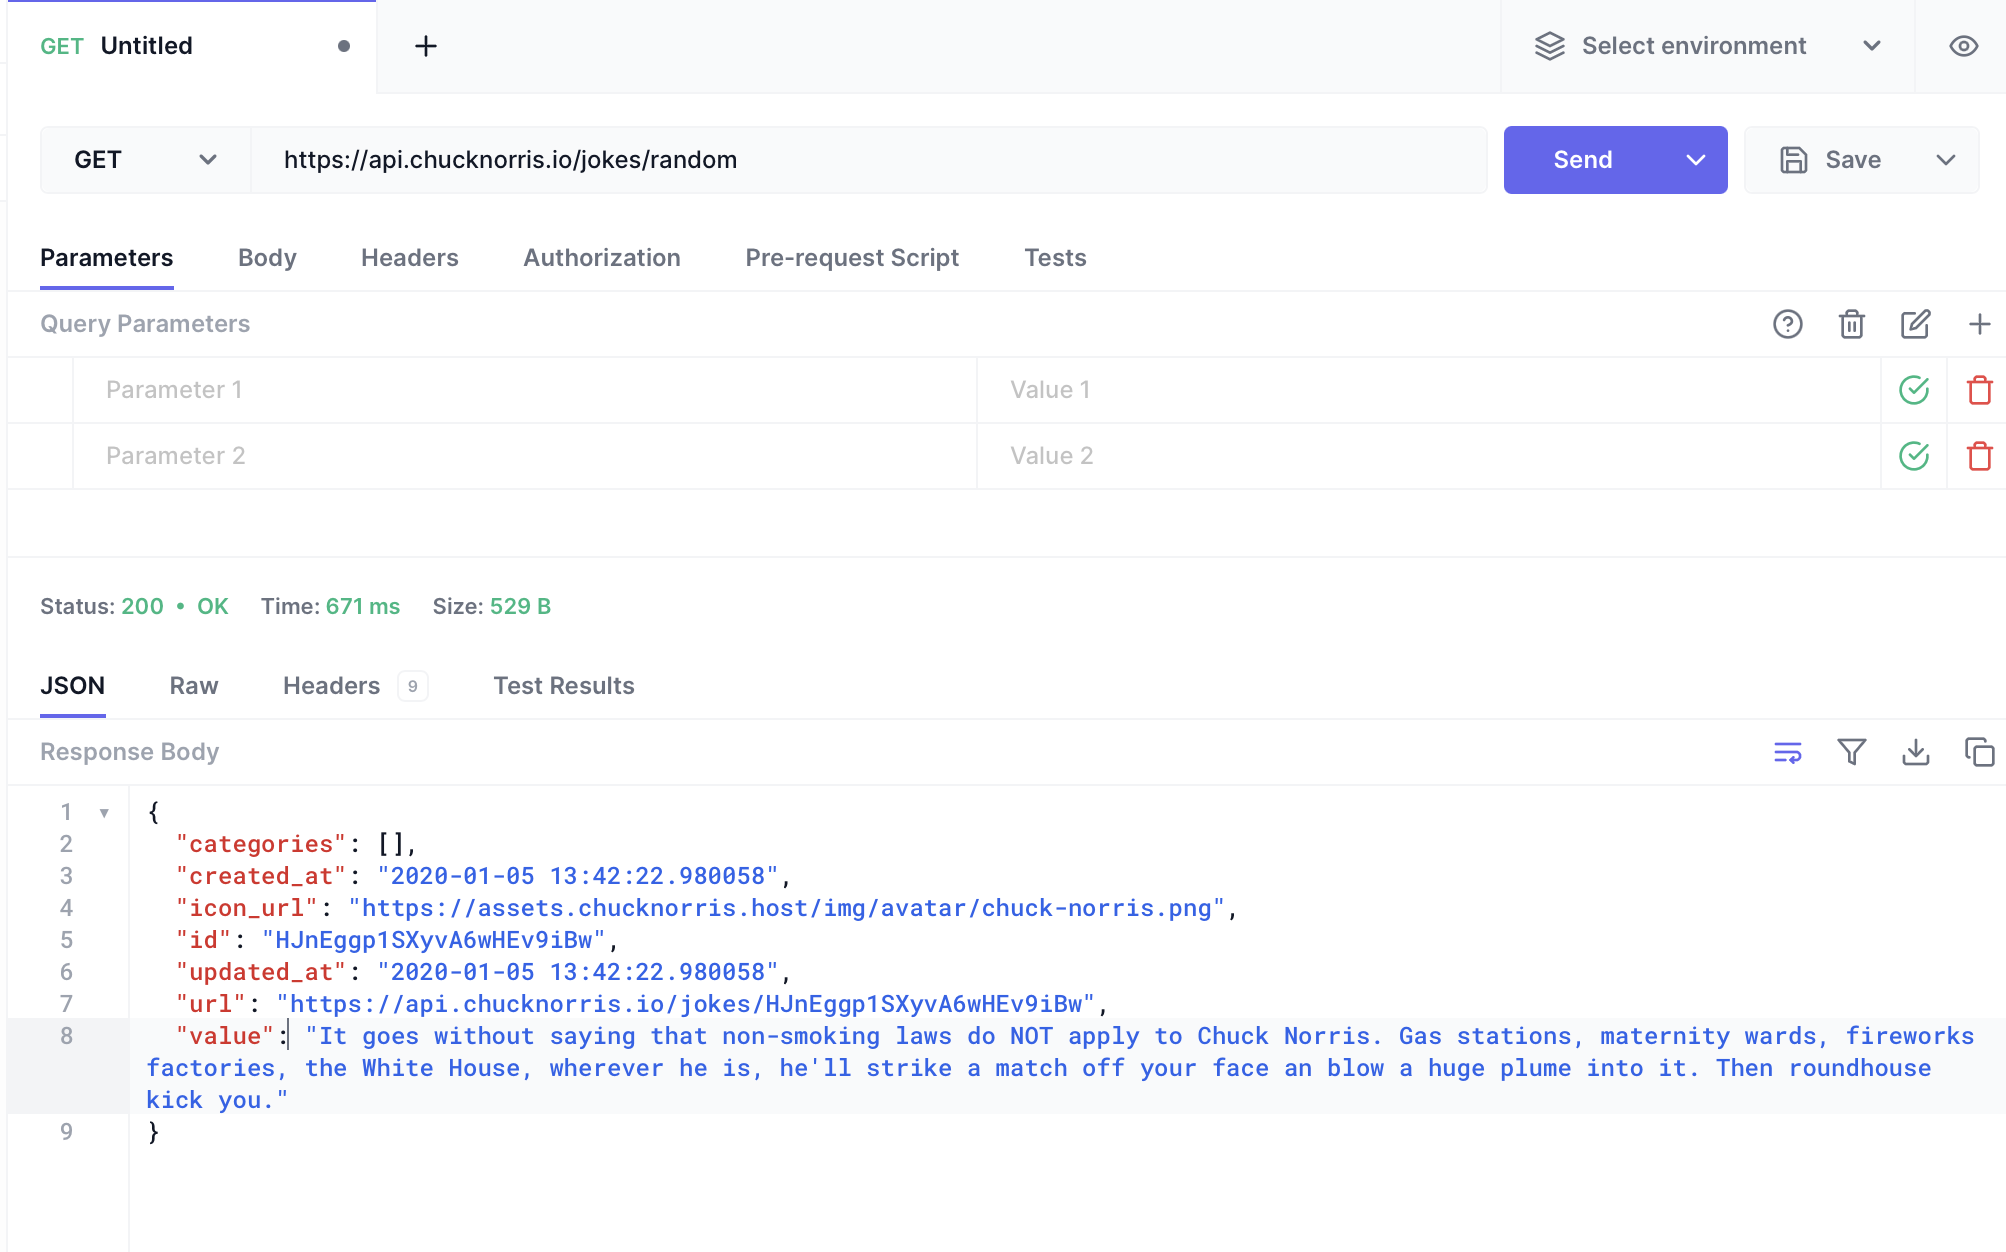 GET Untitled
Select environment
GET https://api.chucknorris.io/jokes/random Send Save
Parameters Body Headers Authorization Pre-request Script Tests
Query Parameters
Parameter 1 Value 1
Parameter 2 Value 2
Status: 200 • OK Time: 671 ms Size: 529 B
JSON Raw Headers 9 Test Results
Response Body
1 {
2 "categories": [],
3 "created_at": "2020-01-05 13:42:22.980058",
4 "icon_url": "https://assets.chucknorris.host/img/avatar/chuck-norris.png",
5 "id": "HJnEggp1SXyvA6wHEv9iBw",
6 "updated_at": "2020-01-05 13:42:22.980058",
7 "url": "https://api.chucknorris.io/jokes/HJnEggp1SXyvA6wHEv9iBw",
8 "value": "It goes without saying that non-smoking laws do NOT apply to Chuck Norris. Gas stations, maternity wards, fireworks
factories, the White House, wherever he is, he'll strike a match off your face an blow a huge plume into it. Then roundhouse
kick you."
9 }